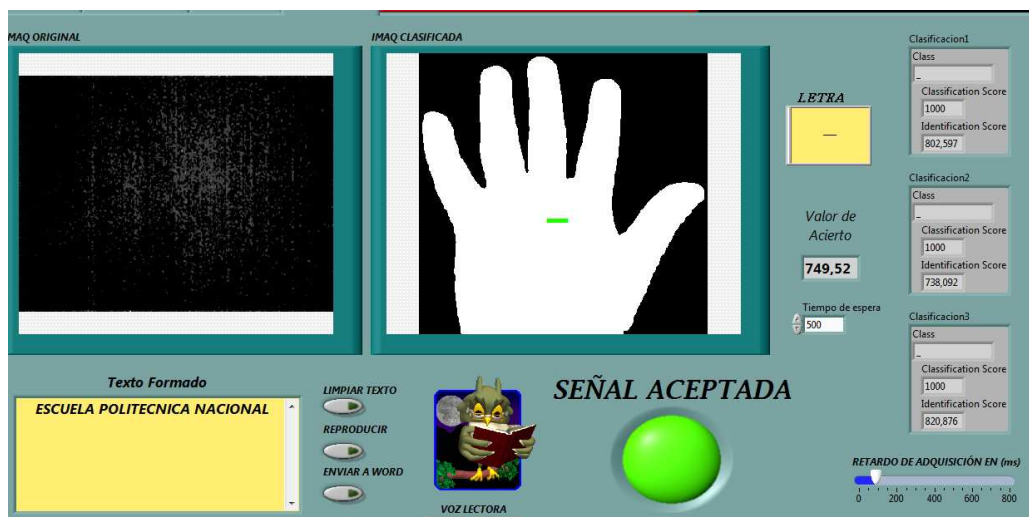 IMAQ ORIGINAL
IMAQ CLASIFICADA
LETRA
—
Valor de
Acierto
749,52
Tiempo de espera
500
Clasificacion1
Class
_
Classification Score
1000
Identification Score
802,597
Clasificacion2
Class
_
Classification Score
1000
Identification Score
738,092
Clasificacion3
Class
_
Classification Score
1000
Identification Score
820,876
Texto Formado
ESCUELA POLITECNICA NACIONAL
LIMPIAR TEXTO
REPRODUCIR
ENVIAR A WORD
VOZ LECTORA
SEÑAL ACEPTADA
RETARDO DE ADQUISICIÓN EN (ms)
0 200 400 600 800